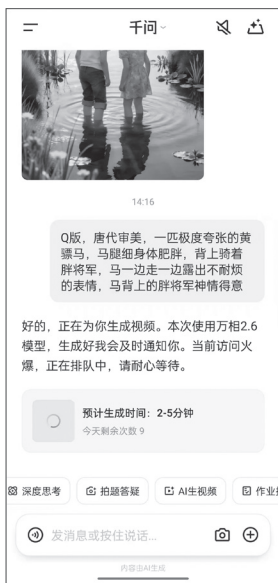 千问
14:16
Q版，唐代审美，一匹极度夸张的黄
骠马，马腿细身体肥胖，背上骑着
胖将军，马一边走一边露出不耐烦
的表情，马背上的胖将军神情得意
好的，正在为你生成视频。本次使用万相2.6
模型，生成好我会及时通知你。当前访问火
爆，正在排队中，请耐心等待。
预计生成时间：2-5分钟
今天剩余次数 9
深度思考 拍题答疑 AI生视频 作业
发消息或按住说话...
内容由AI生成